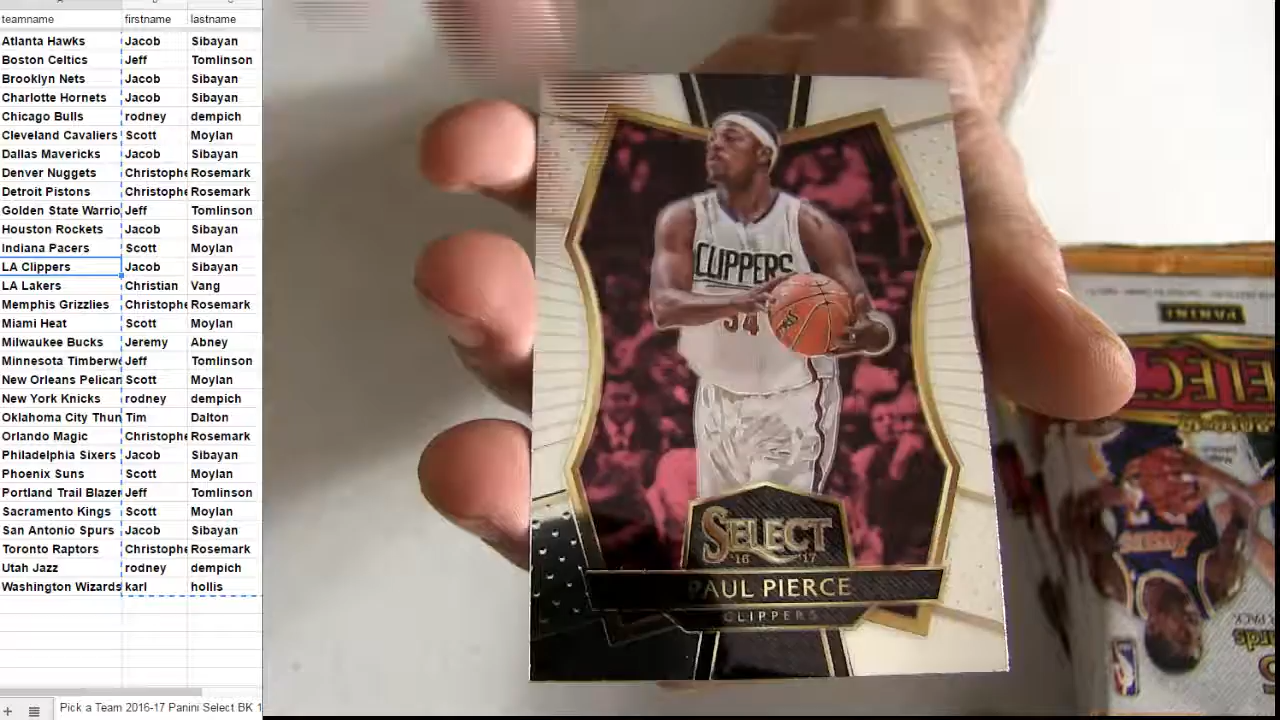 teamname firstname lastname
Atlanta Hawks Jacob Sibayan
Boston Celtics Jeff Tomlinson
Brooklyn Nets Jacob Sibayan
Charlotte Hornets Jacob Sibayan
Chicago Bulls rodney dempich
Cleveland Cavaliers Scott Moylan
Dallas Mavericks Jacob Sibayan
Denver Nuggets Christophe Rosemark
Detroit Pistons Christophe Rosemark
Golden State Warrio Jeff Tomlinson
Houston Rockets Jacob Sibayan
Indiana Pacers Scott Moylan
LA Clippers Jacob Sibayan
LA Lakers Christian Vang
Memphis Grizzlies Christophe Rosemark
Miami Heat Scott Moylan
Milwaukee Bucks Jeremy Abney
Minnesota Timberwo Jeff Tomlinson
New Orleans Pelican Scott Moylan
New York Knicks rodney dempich
Oklahoma City Thun Tim Dalton
Orlando Magic Christophe Rosemark
Philadelphia Sixers Jacob Sibayan
Phoenix Suns Scott Moylan
Portland Trail Blazer Jeff Tomlinson
Sacramento Kings Scott Moylan
San Antonio Spurs Jacob Sibayan
Toronto Raptors Christophe Rosemark
Utah Jazz rodney dempich
Washington Wizards karl hollis
Pick a Team 2016-17 Panini Select BK 1
CLIPPERS
34
SELECT
'16 '17
PAUL PIERCE
CLIPPERS
PANINI
SELECT
NBA